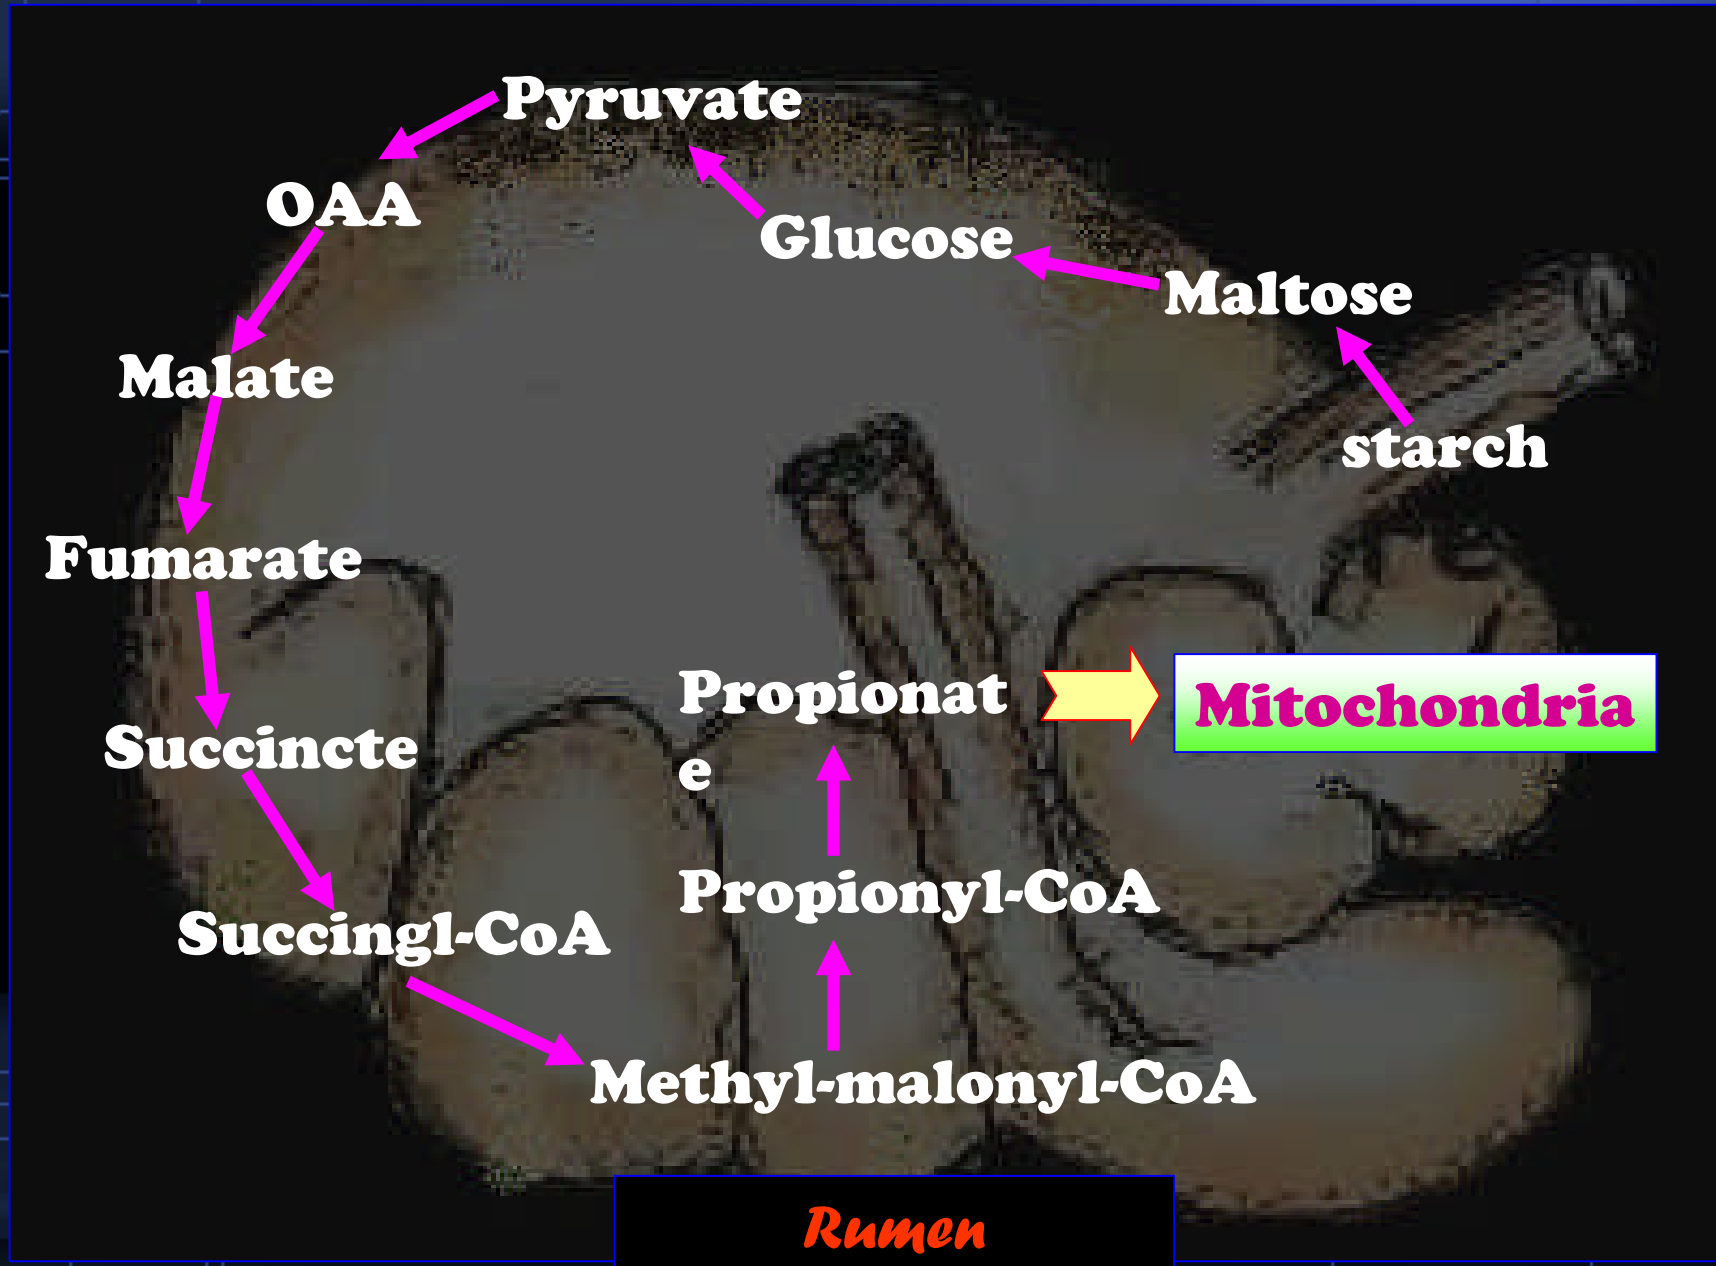 Pyruvate
OAA
Glucose
Maltose
Malate
starch
Fumarate
Propionat
e
Mitochondria
Succincte
Propionyl-CoA
Succingl-CoA
Methyl-malonyl-CoA
Rumen